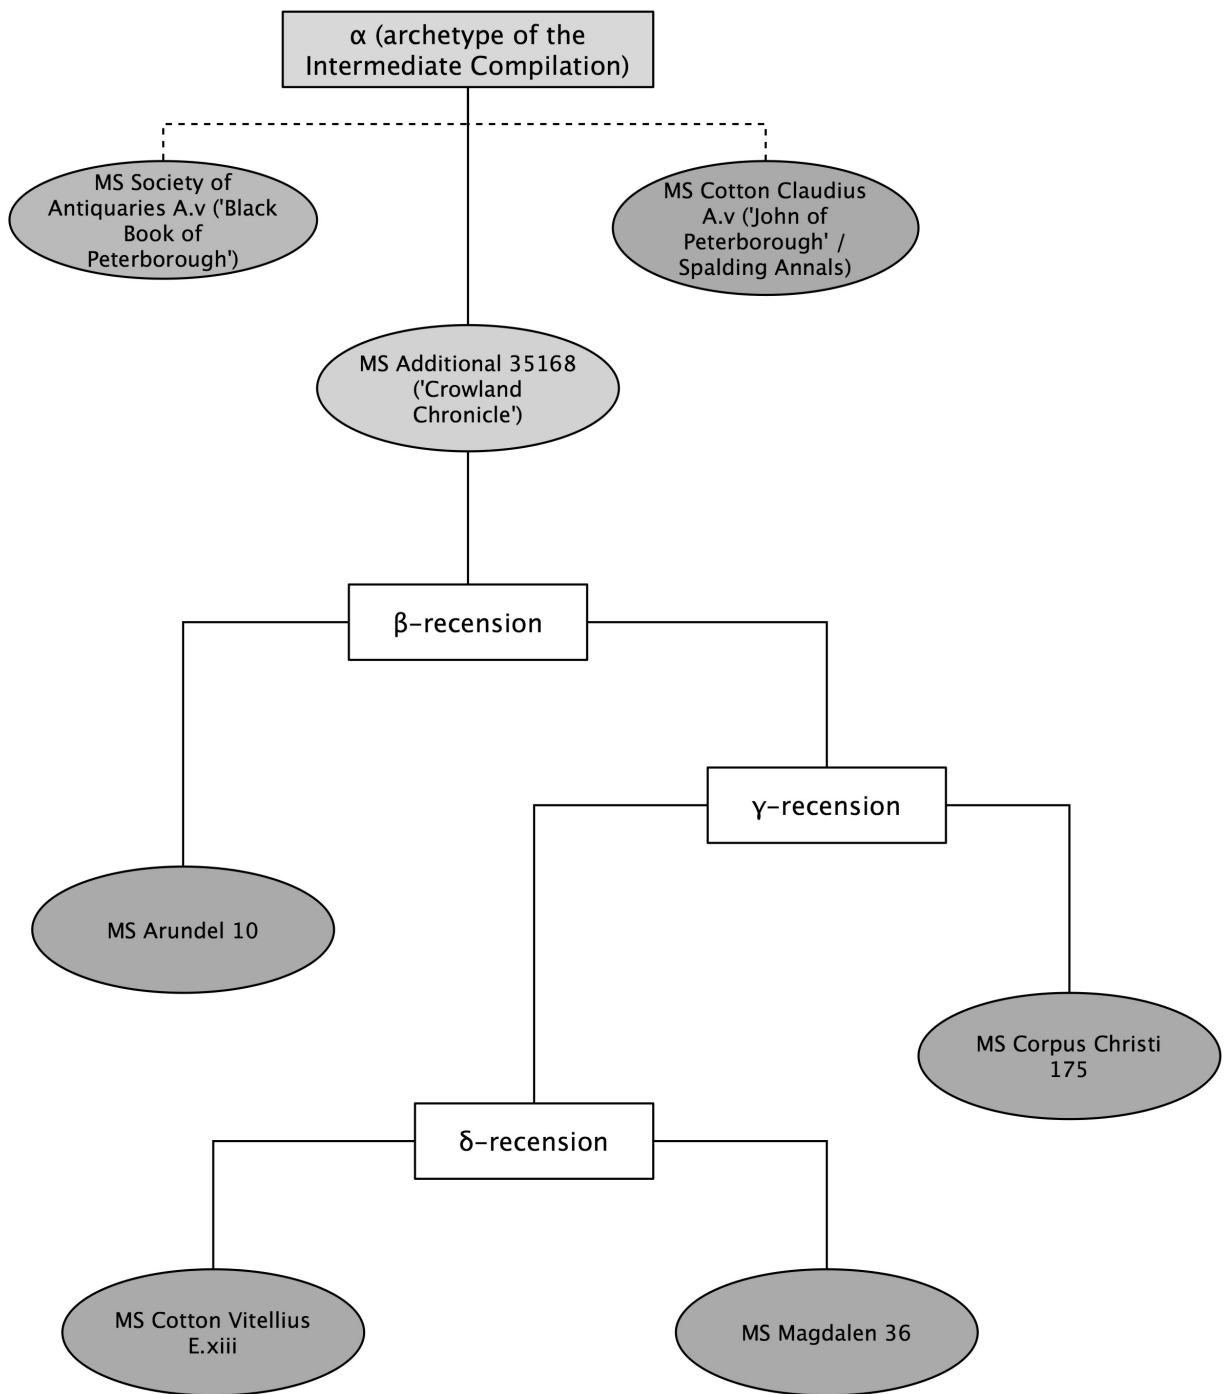 α (archetype of the
Intermediate Compilation)
MS Society of
Antiquaries A.v ('Black
Book of
Peterborough')
MS Cotton Claudius
A.v ('John of
Peterborough' /
Spalding Annals)
MS Additional 35168
('Crowland
Chronicle')
β-recension
γ-recension
MS Arundel 10
MS Corpus Christi
175
δ-recension
MS Cotton Vitellius
E.xiii
MS Magdalen 36